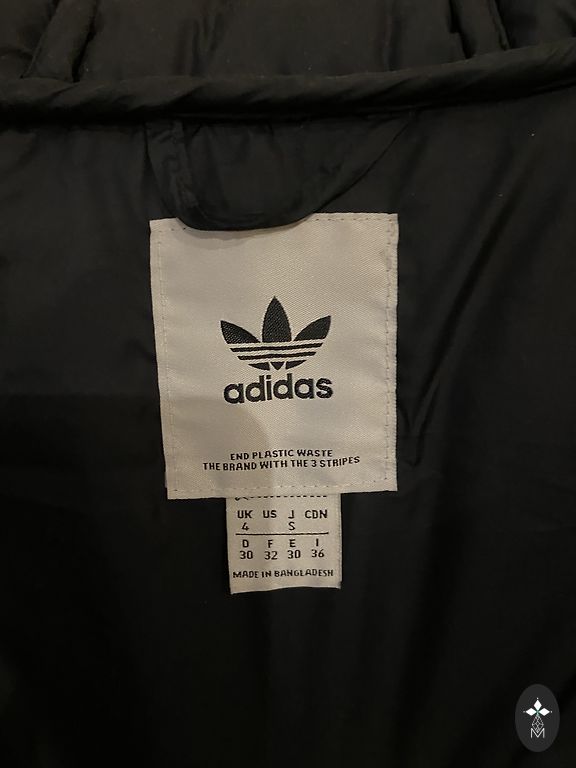 adidas
END PLASTIC WASTE
THE BRAND WITH THE 3 STRIPES
UK US J CDN
4 S
D F E I
30 32 30 36
MADE IN BANGLADESH